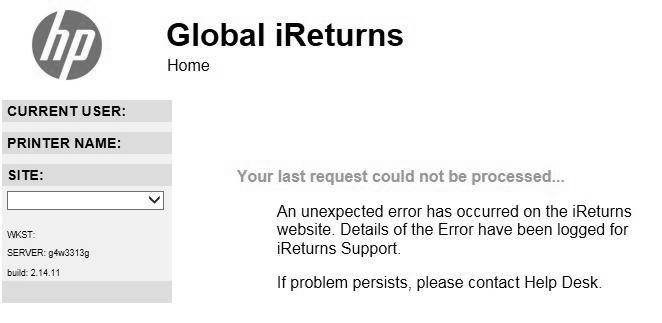 hp
Global iReturns
Home
CURRENT USER:
PRINTER NAME:
SITE:
WKST:
SERVER: g4w3313g
build: 2.14.11
Your last request could not be processed...
An unexpected error has occurred on the iReturns
website. Details of the Error have been logged for
iReturns Support.
If problem persists, please contact Help Desk.